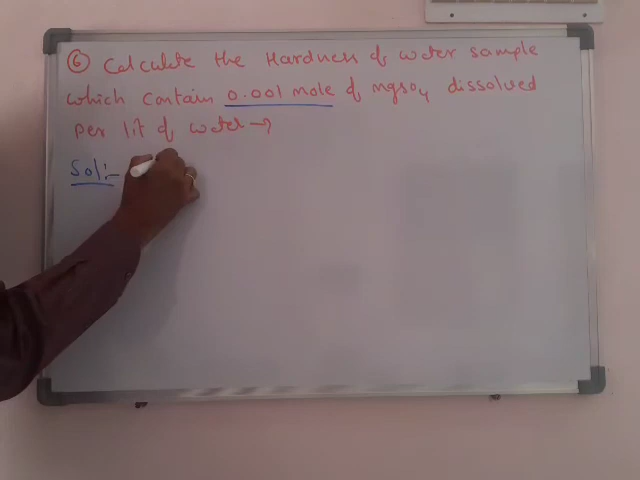 ⑥ Calculate the Hardness of water sample
which contain 0.001 mole of MgSO4 dissolved
per lit of water →
Sol:-